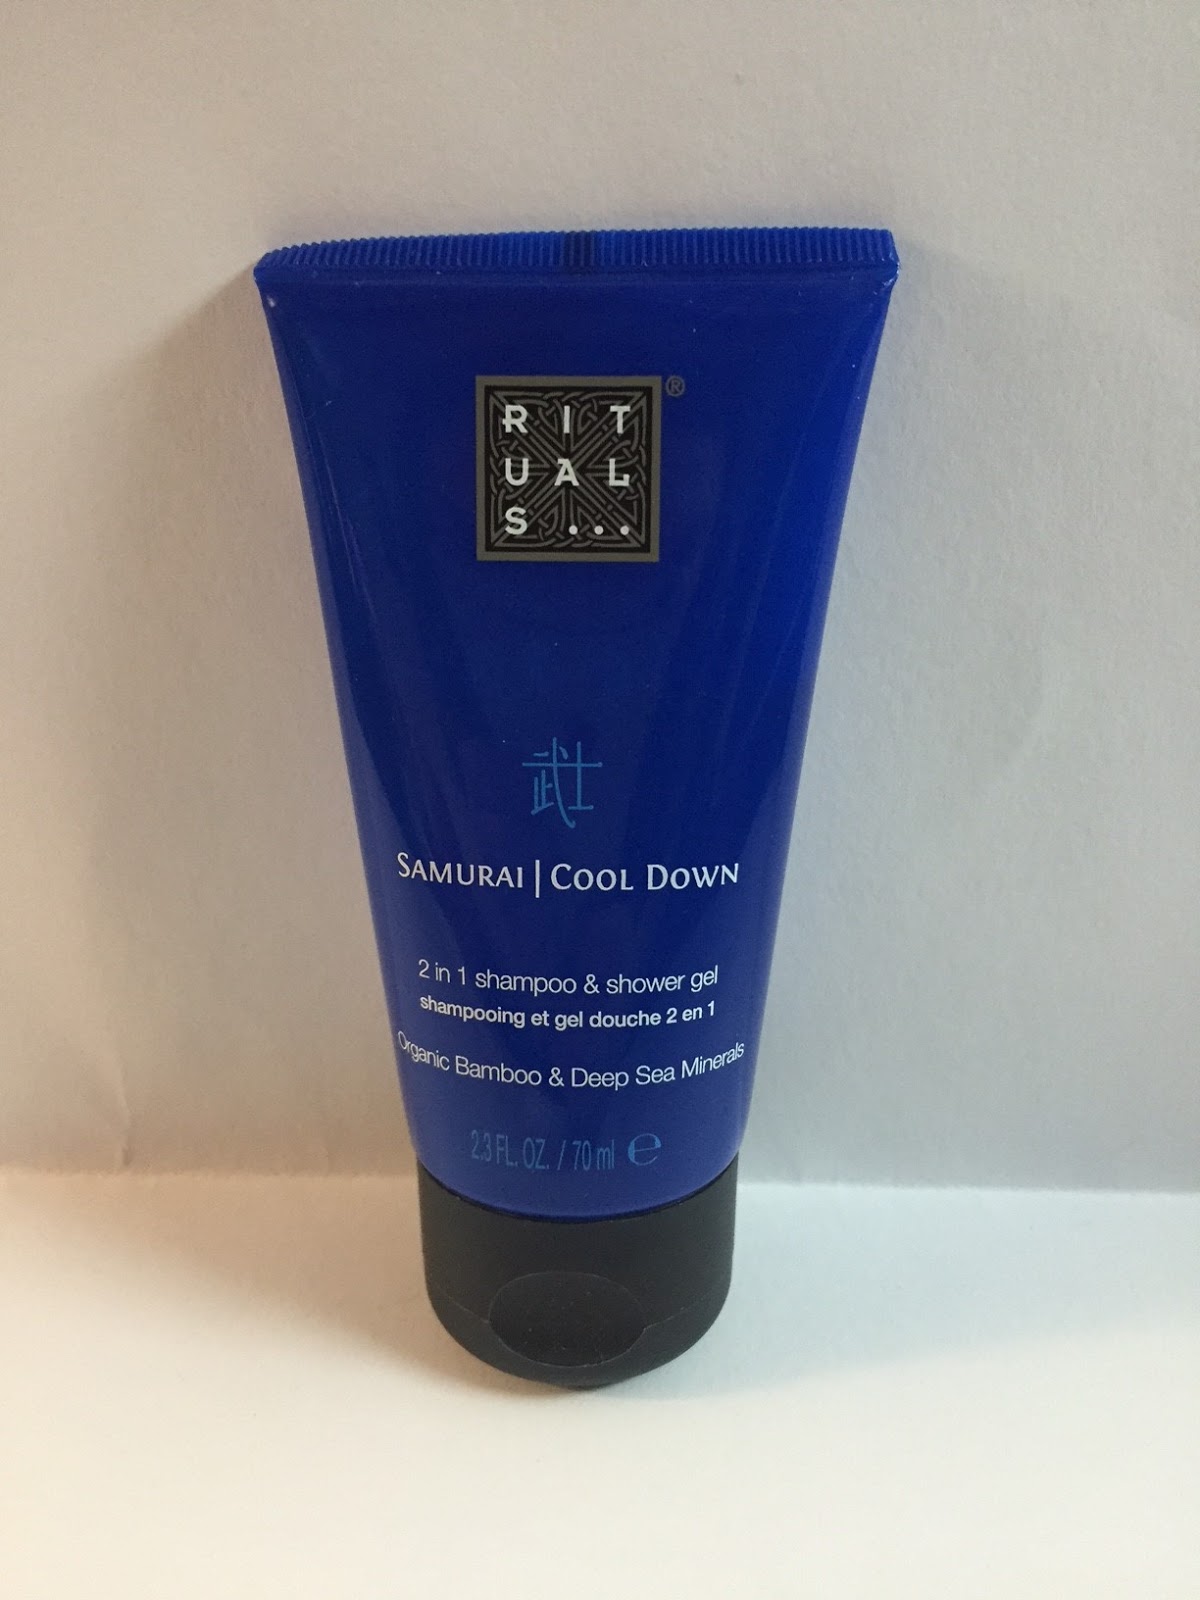 RIT
UAL
S...
®
武士
SAMURAI | COOL DOWN
2 in 1 shampoo & shower gel
shampooing et gel douche 2 en 1
Organic Bamboo & Deep Sea Minerals
2.3 FL. OZ. / 70 ml ℮